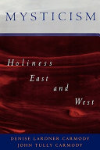 MYSTICISM
Holiness
East
and
West
DENISE LARDNER CARMODY
JOHN TULLY CARMODY